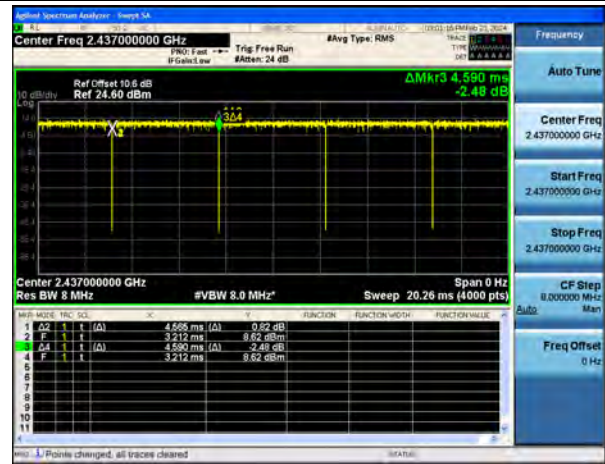 Agilent Spectrum Analyzer - Swept SA
Center Freq 2.437000000 GHz
PNO: Fast
IFGain:Low
Trig: Free Run
#Atten: 24 dB
#Avg Type: RMS
TRACE
TYPE
DET
Frequency
Ref Offset 10.6 dB
10 dB/div Ref 24.60 dBm
Log
ΔMkr3 4.590 ms
-2.48 dB
3Δ4
Auto Tune
Center Freq
2.437000000 GHz
Start Freq
2.437000000 GHz
Stop Freq
2.437000000 GHz
CF Step
8.000000 MHz
Auto Man
Freq Offset
0 Hz
Center 2.437000000 GHz Span 0 Hz
Res BW 8 MHz #VBW 8.0 MHz* Sweep 20.26 ms (4000 pts)
MKR MODE TRC SCL X Y FUNCTION FUNCTION WIDTH FUNCTION VALUE
1 Δ2 1 t (Δ) 4.565 ms (Δ) 0.82 dB
2 F 1 t 3.212 ms 8.62 dBm
3 Δ4 1 t (Δ) 4.590 ms (Δ) -2.48 dB
4 F 1 t 3.212 ms 8.62 dBm
5
6
7
8
9
10
11
MSG Points changed, all traces cleared STATUS